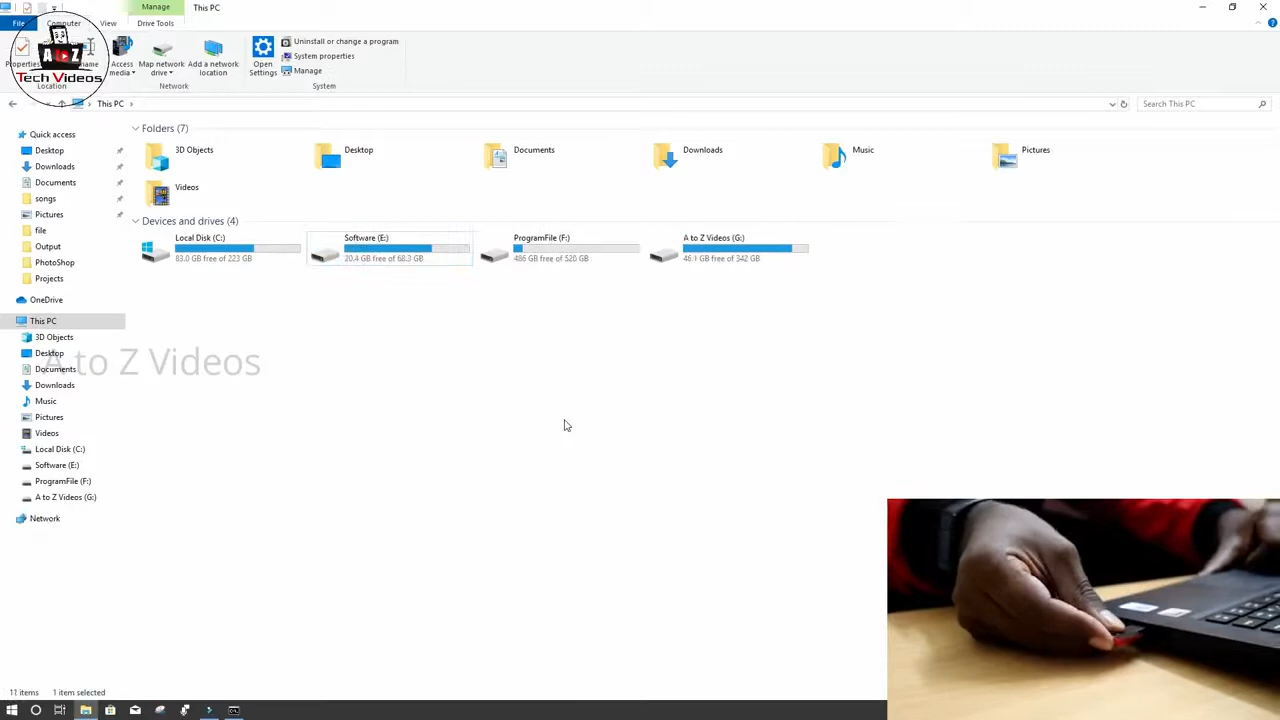 Manage
This PC
File
Computer
View
Drive Tools
A to Z
Tech Videos
Properties
Access media
Map network drive
Add a network location
Open Settings
Uninstall or change a program
System properties
Manage
Location
Network
System
This PC
Search This PC
Quick access
Desktop
Downloads
Documents
songs
Pictures
file
Output
PhotoShop
Projects
OneDrive
This PC
3D Objects
Desktop
Documents
Downloads
Music
Pictures
Videos
Local Disk (C:)
Software (E:)
ProgramFile (F:)
A to Z Videos (G:)
Network
A to Z Videos
Folders (7)
3D Objects
Desktop
Documents
Downloads
Music
Pictures
Videos
Devices and drives (4)
Local Disk (C:)
83.0 GB free of 223 GB
Software (E:)
20.4 GB free of 68.3 GB
ProgramFile (F:)
486 GB free of 520 GB
A to Z Videos (G:)
46.1 GB free of 342 GB
11 items
1 item selected